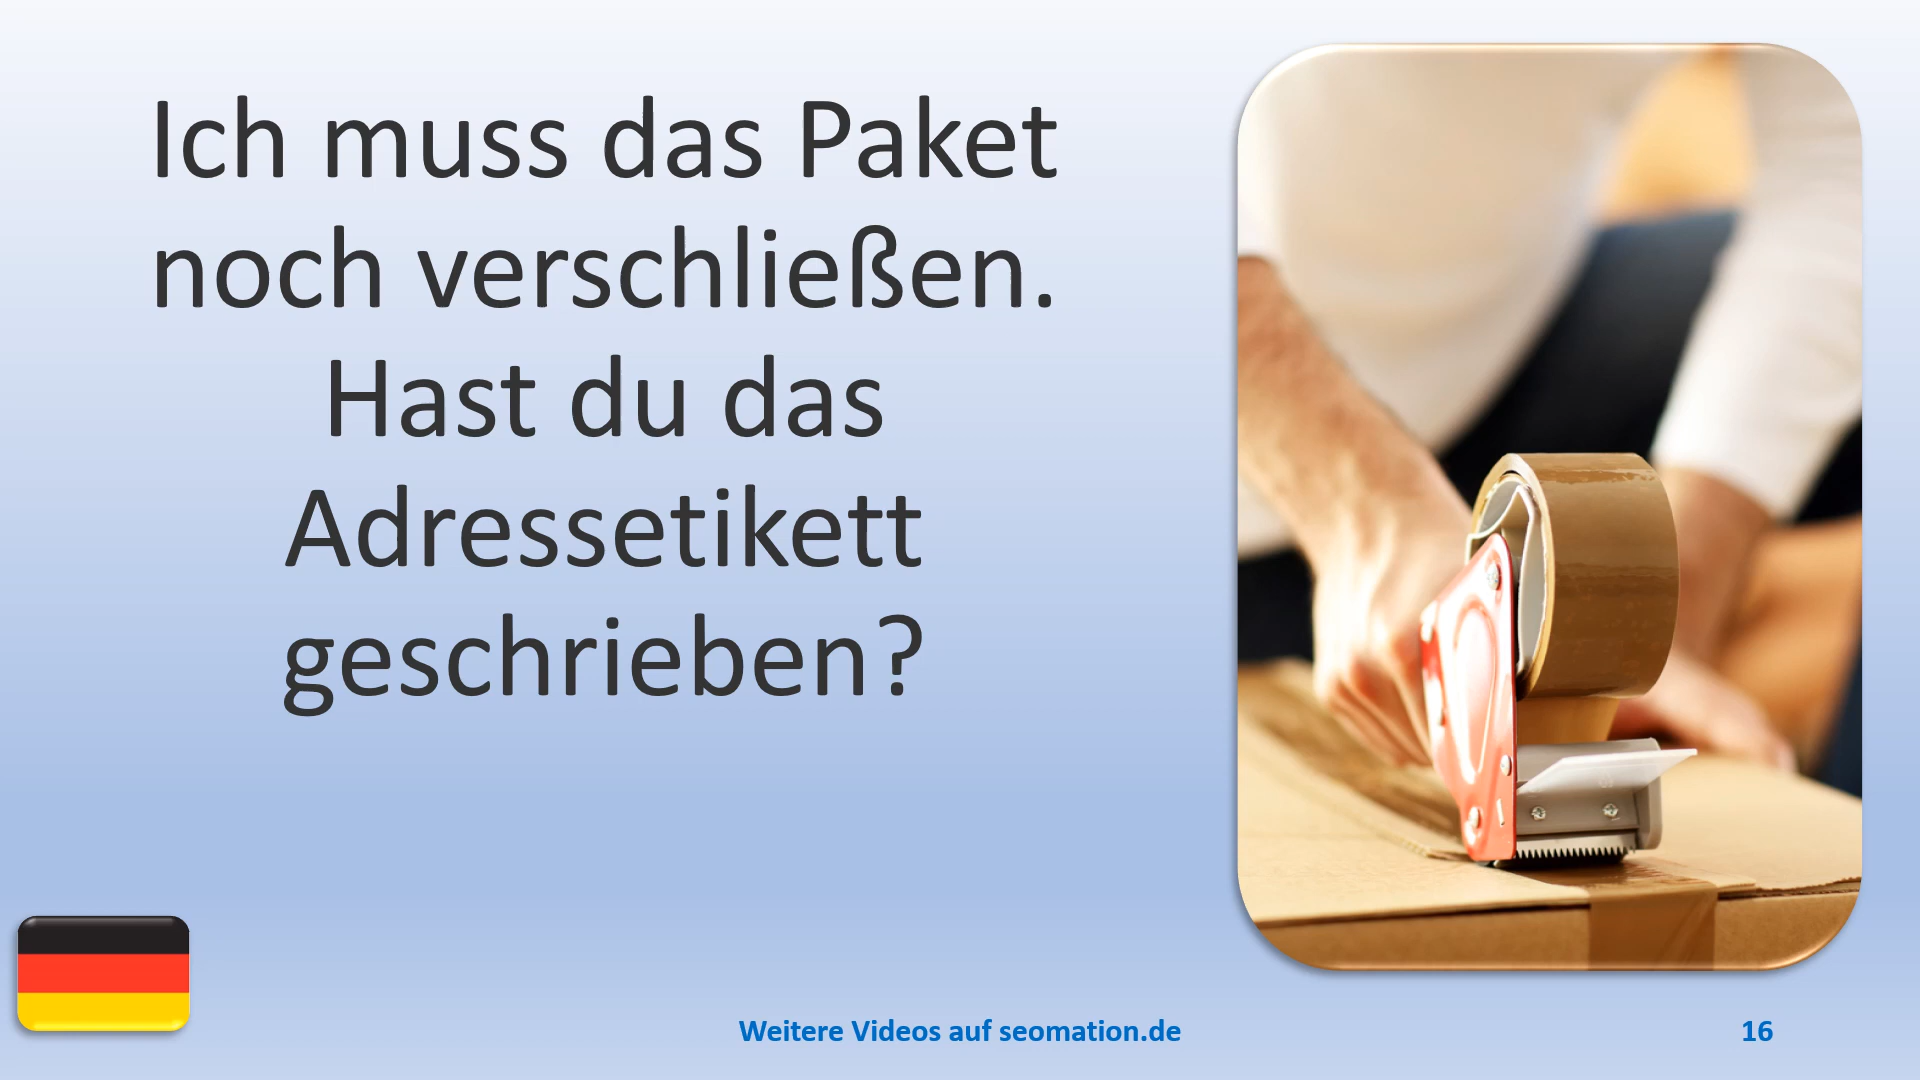 Ich muss das Paket
noch verschließen.
Hast du das
Adressetikett
geschrieben?
Weitere Videos auf seomation.de
16